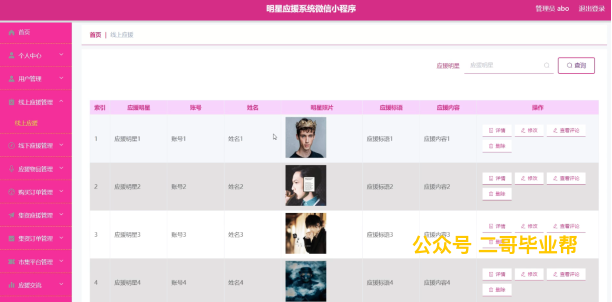 明星应援系统微信小程序
管理员 abo 退出登录
首页
个人中心
用户管理
线上应援管理
线上应援
线下应援管理
应援物品管理
购买订单管理
集资应援管理
集资订单管理
市集平台管理
应援交流
首页 | 线上应援
应援明星 应援明星 查询
索引 应援明星 账号 姓名 明星照片 应援标语 应援内容 操作
1 应援明星1 账号1 姓名1 应援标语1 应援内容1 详情 修改 查看评论
删除
2 应援明星2 账号2 姓名2 应援标语2 应援内容2 详情 修改 查看评论
删除
3 应援明星3 账号3 姓名3 应援标语3 应援内容3 详情 修改 查看评论
删除
公众号 二哥毕业帮
4 应援明星4 账号4 姓名4 应援标语4 应援内容4 详情 修改 查看评论
删除